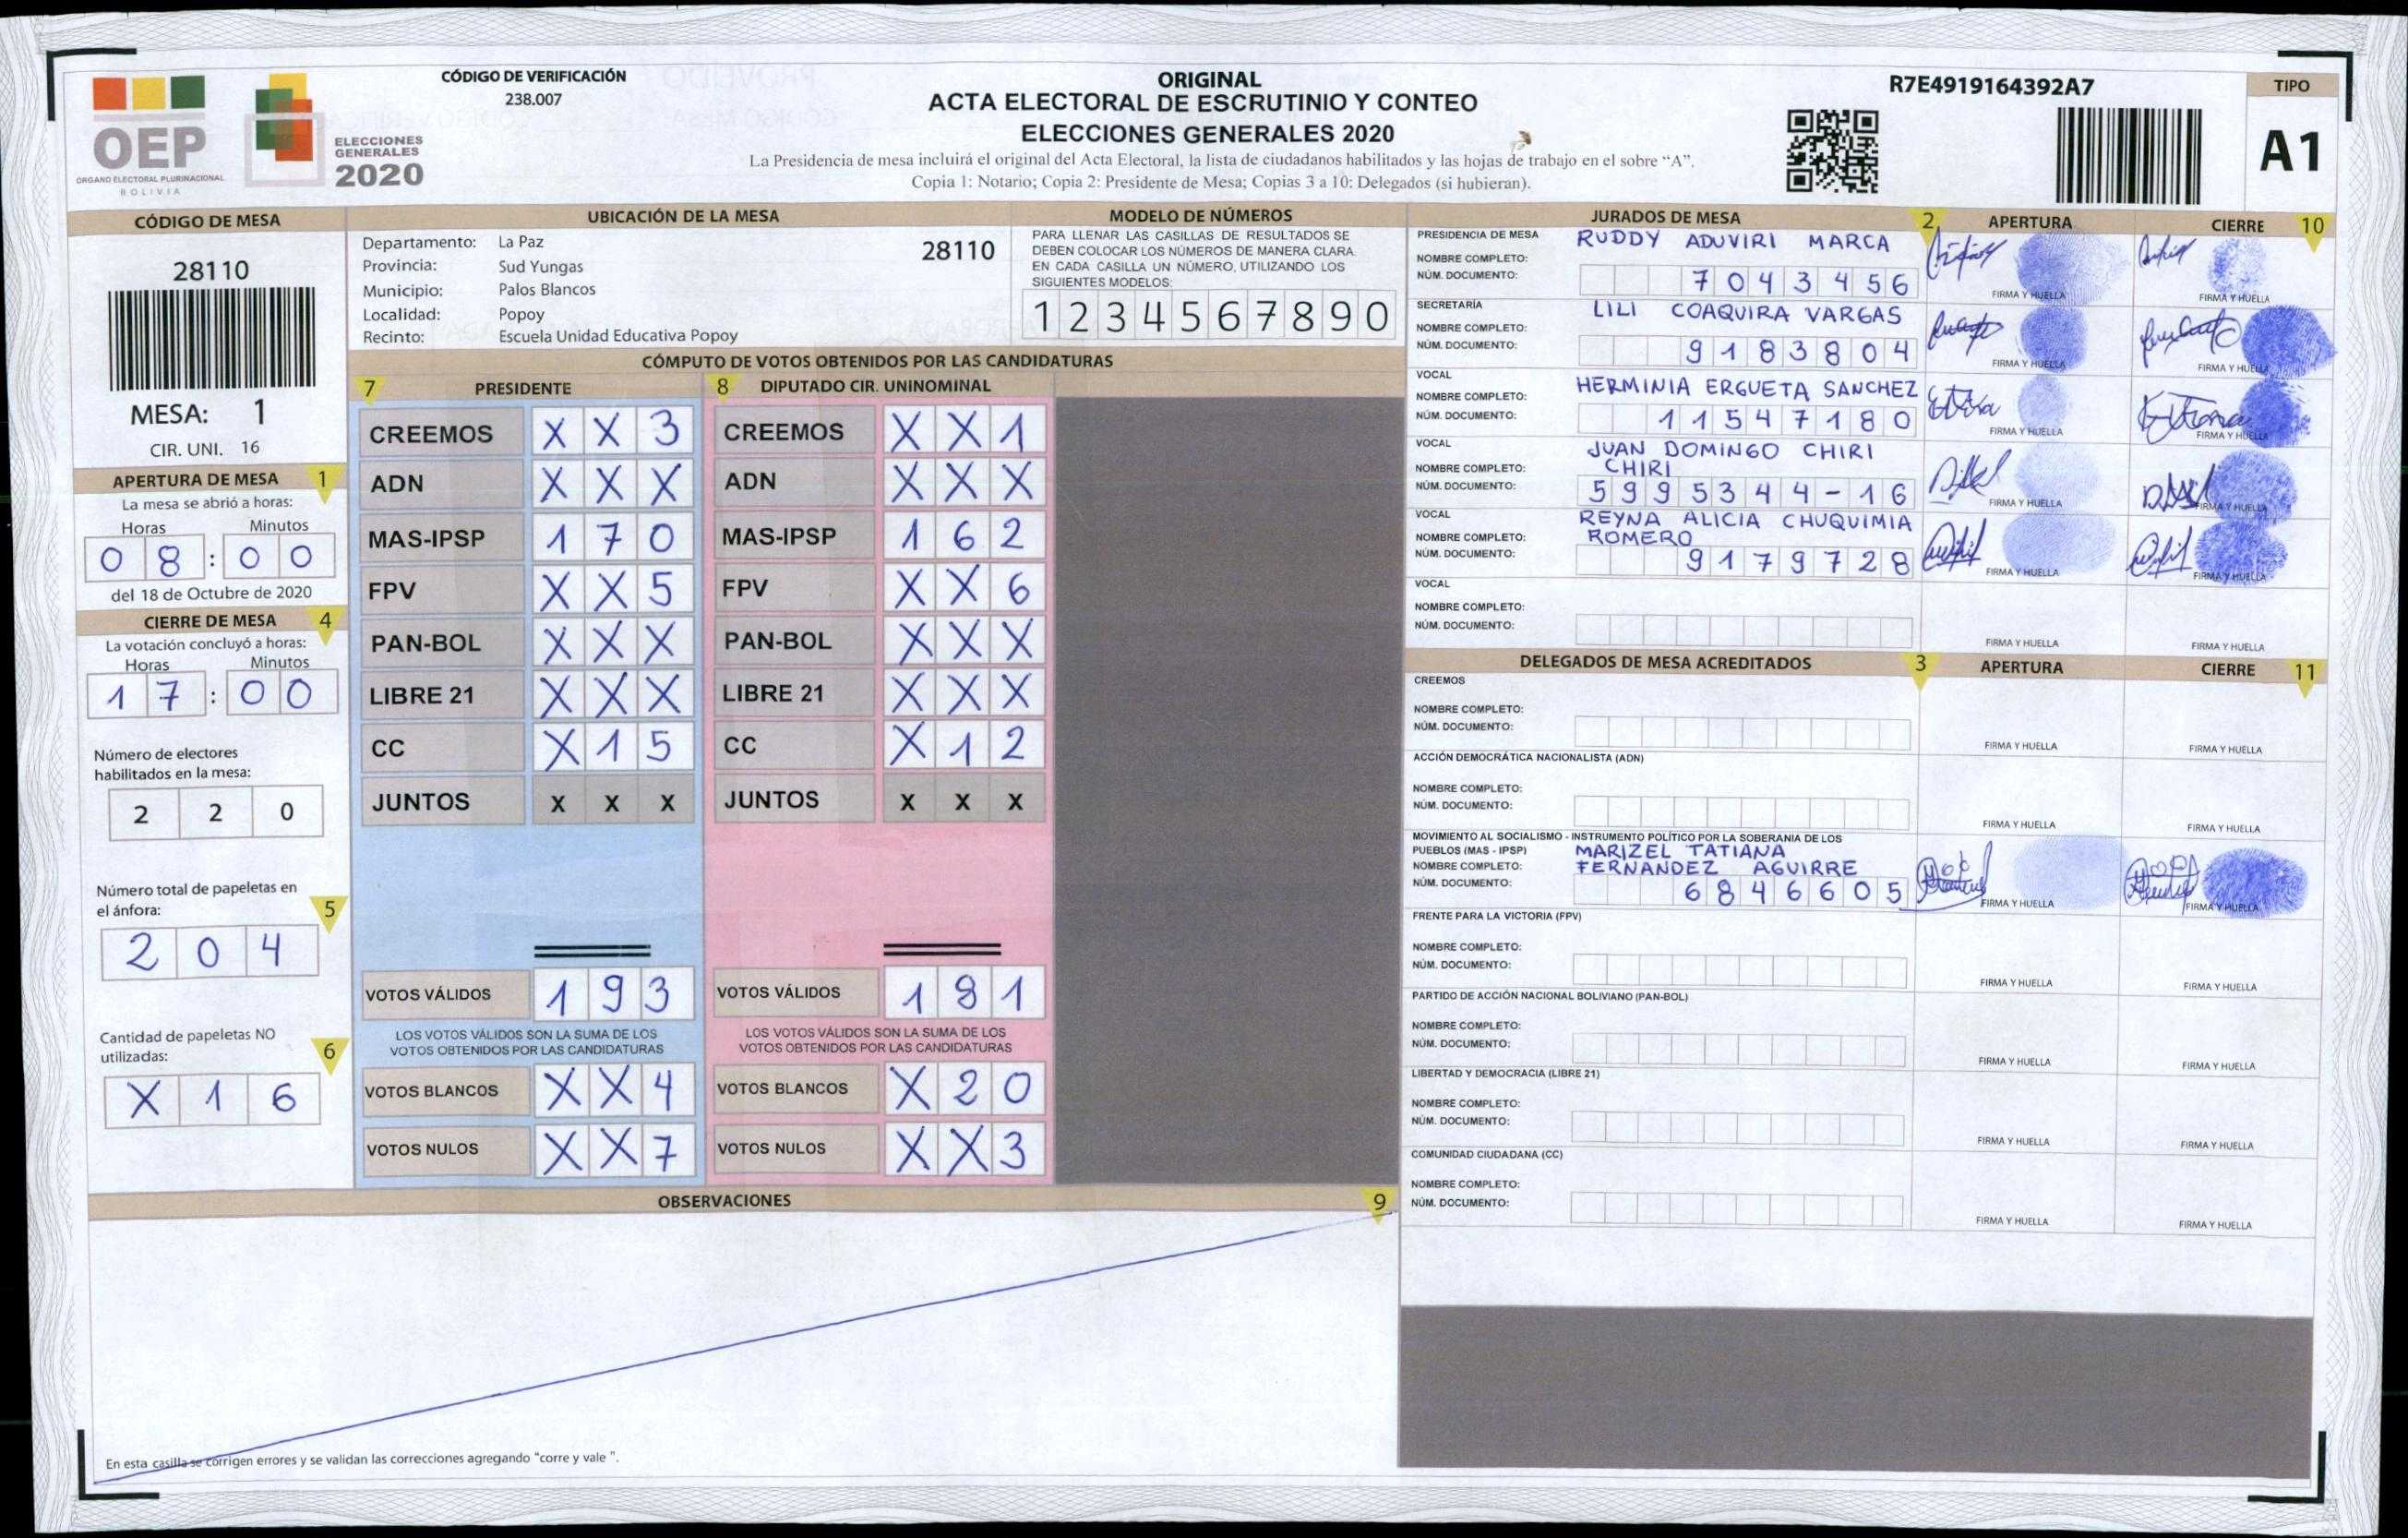 OEP
ÓRGANO ELECTORAL PLURINACIONAL
BOLIVIA
ELECCIONES
GENERALES
2020
CÓDIGO DE VERIFICACIÓN
238.007
ORIGINAL
ACTA ELECTORAL DE ESCRUTINIO Y CONTEO
ELECCIONES GENERALES 2020
La Presidencia de mesa incluirá el original del Acta Electoral, la lista de ciudadanos habilitados y las hojas de trabajo en el sobre “A”.
Copia 1: Notario; Copia 2: Presidente de Mesa; Copias 3 a 10: Delegados (si hubieran).
R7E4919164392A7
TIPO
A1
CÓDIGO DE MESA
28110
MESA: 1
CIR. UNI. 16
APERTURA DE MESA 1
La mesa se abrió a horas:
Horas Minutos
0 8 : 0 0
del 18 de Octubre de 2020
CIERRE DE MESA 4
La votación concluyó a horas:
Horas Minutos
1 7 : 0 0
Número de electores
habilitados en la mesa:
2 2 0
Número total de papeletas en
el ánfora: 5
2 0 4
Cantidad de papeletas NO
utilizadas: 6
X 1 6
UBICACIÓN DE LA MESA
Departamento: La Paz
28110
Provincia: Sud Yungas
Municipio: Palos Blancos
Localidad: Popoy
Recinto: Escuela Unidad Educativa Popoy
MODELO DE NÚMEROS
PARA LLENAR LAS CASILLAS DE RESULTADOS SE
DEBEN COLOCAR LOS NÚMEROS DE MANERA CLARA.
EN CADA CASILLA UN NÚMERO, UTILIZANDO LOS
SIGUIENTES MODELOS:
1 2 3 4 5 6 7 8 9 0
CÓMPUTO DE VOTOS OBTENIDOS POR LAS CANDIDATURAS
7 PRESIDENTE
CREEMOS X X 3
ADN X X X
MAS-IPSP 1 7 0
FPV X X 5
PAN-BOL X X X
LIBRE 21 X X X
CC X 1 5
JUNTOS X X X
VOTOS VÁLIDOS 1 9 3
LOS VOTOS VÁLIDOS SON LA SUMA DE LOS
VOTOS OBTENIDOS POR LAS CANDIDATURAS
VOTOS BLANCOS X X 4
VOTOS NULOS X X 7
8 DIPUTADO CIR. UNINOMINAL
CREEMOS X X 1
ADN X X X
MAS-IPSP 1 6 2
FPV X X 6
PAN-BOL X X X
LIBRE 21 X X X
CC X 1 2
JUNTOS X X X
VOTOS VÁLIDOS 1 8 1
LOS VOTOS VÁLIDOS SON LA SUMA DE LOS
VOTOS OBTENIDOS POR LAS CANDIDATURAS
VOTOS BLANCOS X 2 0
VOTOS NULOS X X 3
OBSERVACIONES 9
En esta casilla se corrigen errores y se validan las correcciones agregando “corre y vale ”.
JURADOS DE MESA 2 APERTURA CIERRE 10
PRESIDENCIA DE MESA RUDDY ADUVIRI MARCA
NOMBRE COMPLETO:
NÚM. DOCUMENTO: 7 0 4 3 4 5 6
FIRMA Y HUELLA FIRMA Y HUELLA
SECRETARÍA LILI COAQUIRA VARGAS
NOMBRE COMPLETO:
NÚM. DOCUMENTO: 9 1 8 3 8 0 4
FIRMA Y HUELLA FIRMA Y HUELLA
VOCAL HERMINIA ERGUETA SANCHEZ
NOMBRE COMPLETO:
NÚM. DOCUMENTO: 1 1 5 4 7 1 8 0
FIRMA Y HUELLA FIRMA Y HUELLA
VOCAL JUAN DOMINGO CHIRI
NOMBRE COMPLETO: CHIRI
NÚM. DOCUMENTO: 5 9 9 5 3 4 4 - 1 6
FIRMA Y HUELLA FIRMA Y HUELLA
VOCAL REYNA ALICIA CHUQUIMIA
NOMBRE COMPLETO: ROMERO
NÚM. DOCUMENTO: 9 1 7 9 7 2 8
FIRMA Y HUELLA FIRMA Y HUELLA
VOCAL
NOMBRE COMPLETO:
NÚM. DOCUMENTO:
FIRMA Y HUELLA FIRMA Y HUELLA
DELEGADOS DE MESA ACREDITADOS 3 APERTURA CIERRE 11
CREEMOS
NOMBRE COMPLETO:
NÚM. DOCUMENTO:
FIRMA Y HUELLA FIRMA Y HUELLA
ACCIÓN DEMOCRÁTICA NACIONALISTA (ADN)
NOMBRE COMPLETO:
NÚM. DOCUMENTO:
FIRMA Y HUELLA FIRMA Y HUELLA
MOVIMIENTO AL SOCIALISMO - INSTRUMENTO POLÍTICO POR LA SOBERANIA DE LOS
PUEBLOS (MAS - IPSP) MARIZEL TATIANA
NOMBRE COMPLETO: FERNANDEZ AGUIRRE
NÚM. DOCUMENTO: 6 8 4 6 6 0 5
FIRMA Y HUELLA FIRMA Y HUELLA
FRENTE PARA LA VICTORIA (FPV)
NOMBRE COMPLETO:
NÚM. DOCUMENTO:
FIRMA Y HUELLA FIRMA Y HUELLA
PARTIDO DE ACCIÓN NACIONAL BOLIVIANO (PAN-BOL)
NOMBRE COMPLETO:
NÚM. DOCUMENTO:
FIRMA Y HUELLA FIRMA Y HUELLA
LIBERTAD Y DEMOCRACIA (LIBRE 21)
NOMBRE COMPLETO:
NÚM. DOCUMENTO:
FIRMA Y HUELLA FIRMA Y HUELLA
COMUNIDAD CIUDADANA (CC)
NOMBRE COMPLETO:
NÚM. DOCUMENTO:
FIRMA Y HUELLA FIRMA Y HUELLA